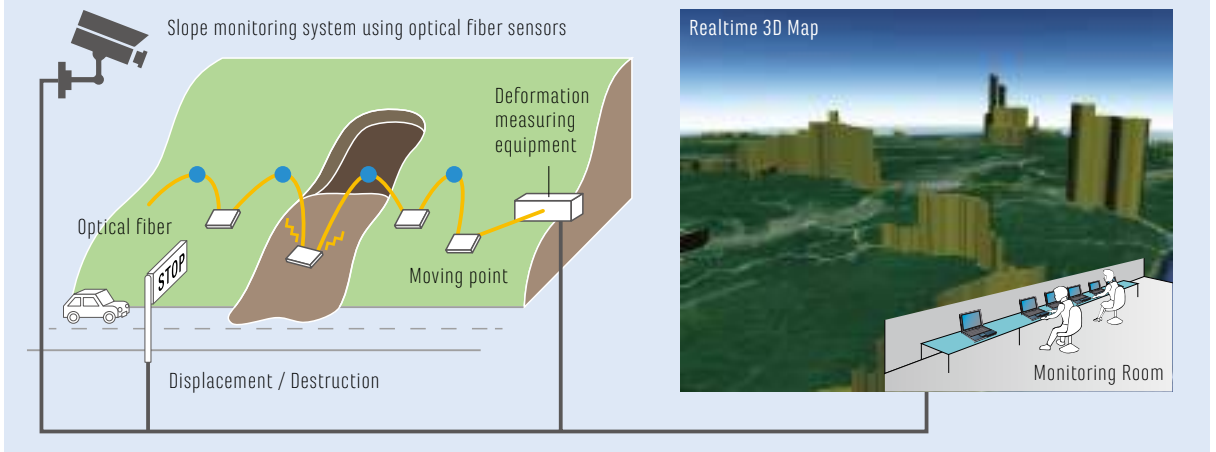 Slope monitoring system using optical fiber sensors
Realtime 3D Map
Deformation
measuring
equipment
Optical fiber
STOP
Moving point
Displacement / Destruction
Monitoring Room